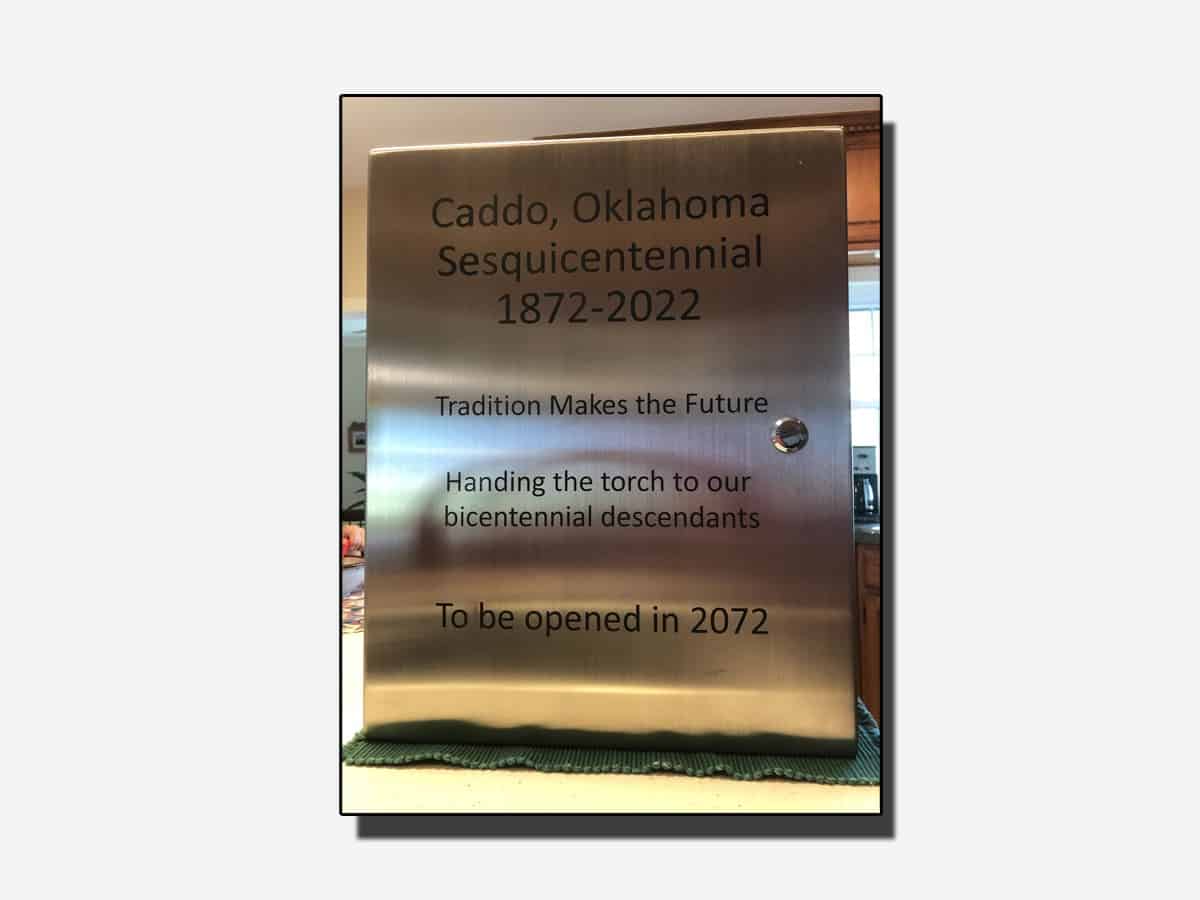 Caddo, Oklahoma
Sesquicentennial
1872-2022
Tradition Makes the Future
Handing the torch to our
bicentennial descendants
To be opened in 2072